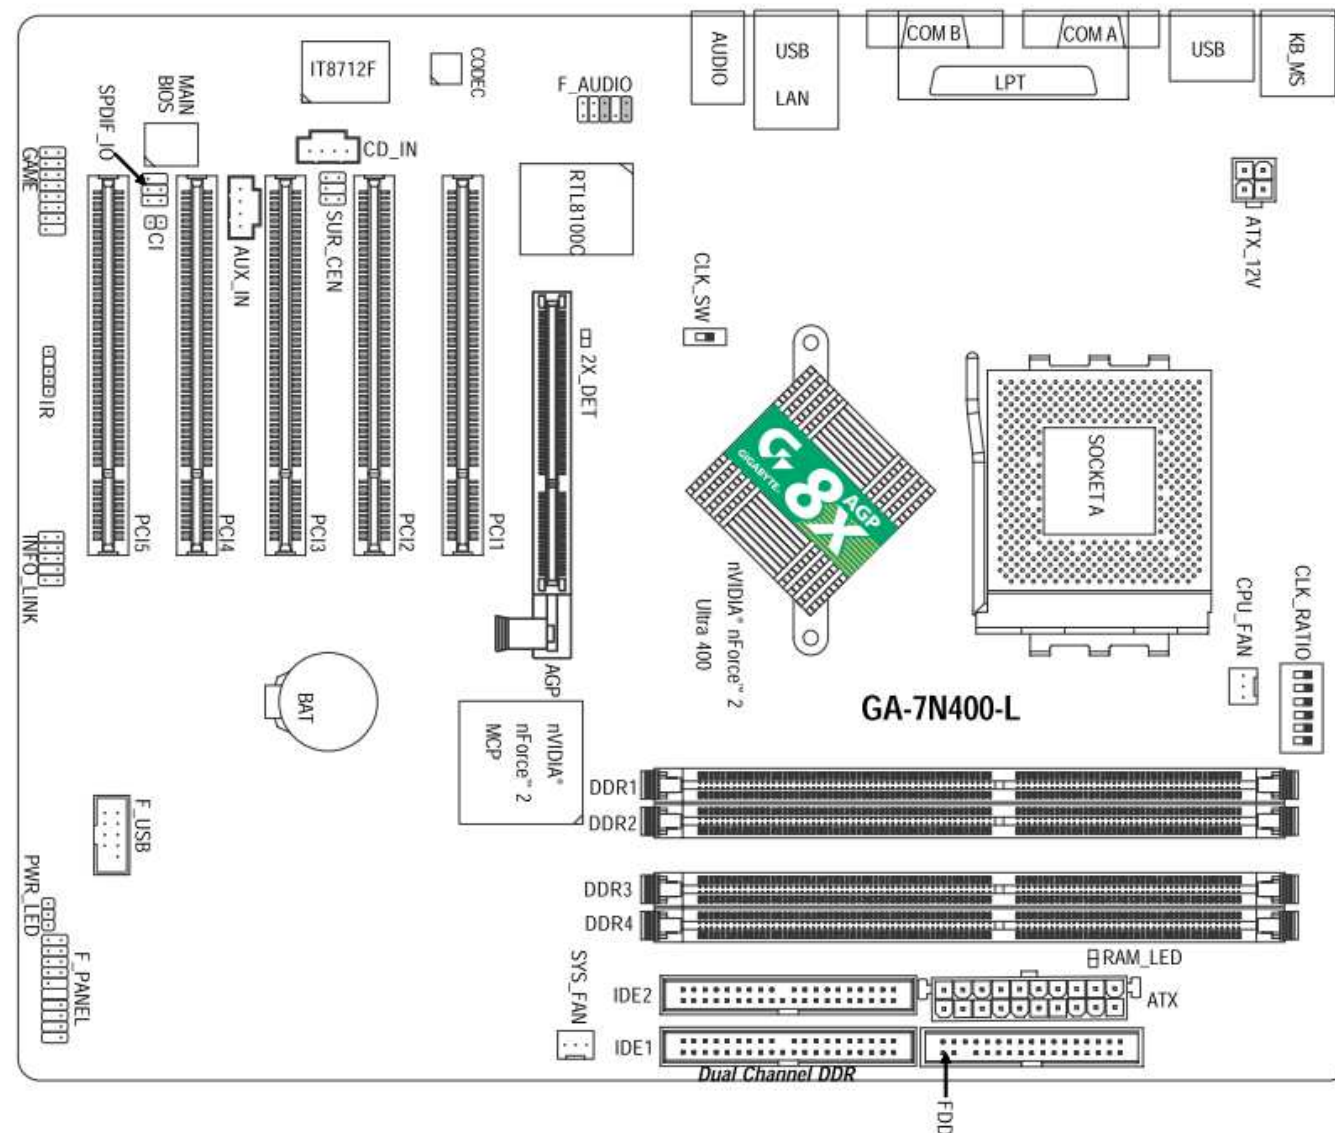 AUDIO
USB
LAN
COM B
COM A
LPT
USB
KB_MS
IT8712F
CODEC
F_AUDIO
MAIN
BIOS
SPDIF_IO
CD_IN
GAME
CI
AUX_IN
SUR_CEN
RTL8100C
ATX_12V
CLK_SW
2X_DET
IR
G
GIGABYTE
AGP
8X
SOCKET A
PCI5
PCI4
PCI3
PCI2
PCI1
INFO_LINK
nVIDIA® nForce™ 2
Ultra 400
CPU_FAN
CLK_RATIO
AGP
BAT
GA-7N400-L
nVIDIA®
nForce™ 2
MCP
DDR1
DDR2
F_USB
DDR3
DDR4
PWR_LED
F_PANEL
RAM_LED
SYS_FAN
IDE2
ATX
IDE1
Dual Channel DDR
FDD